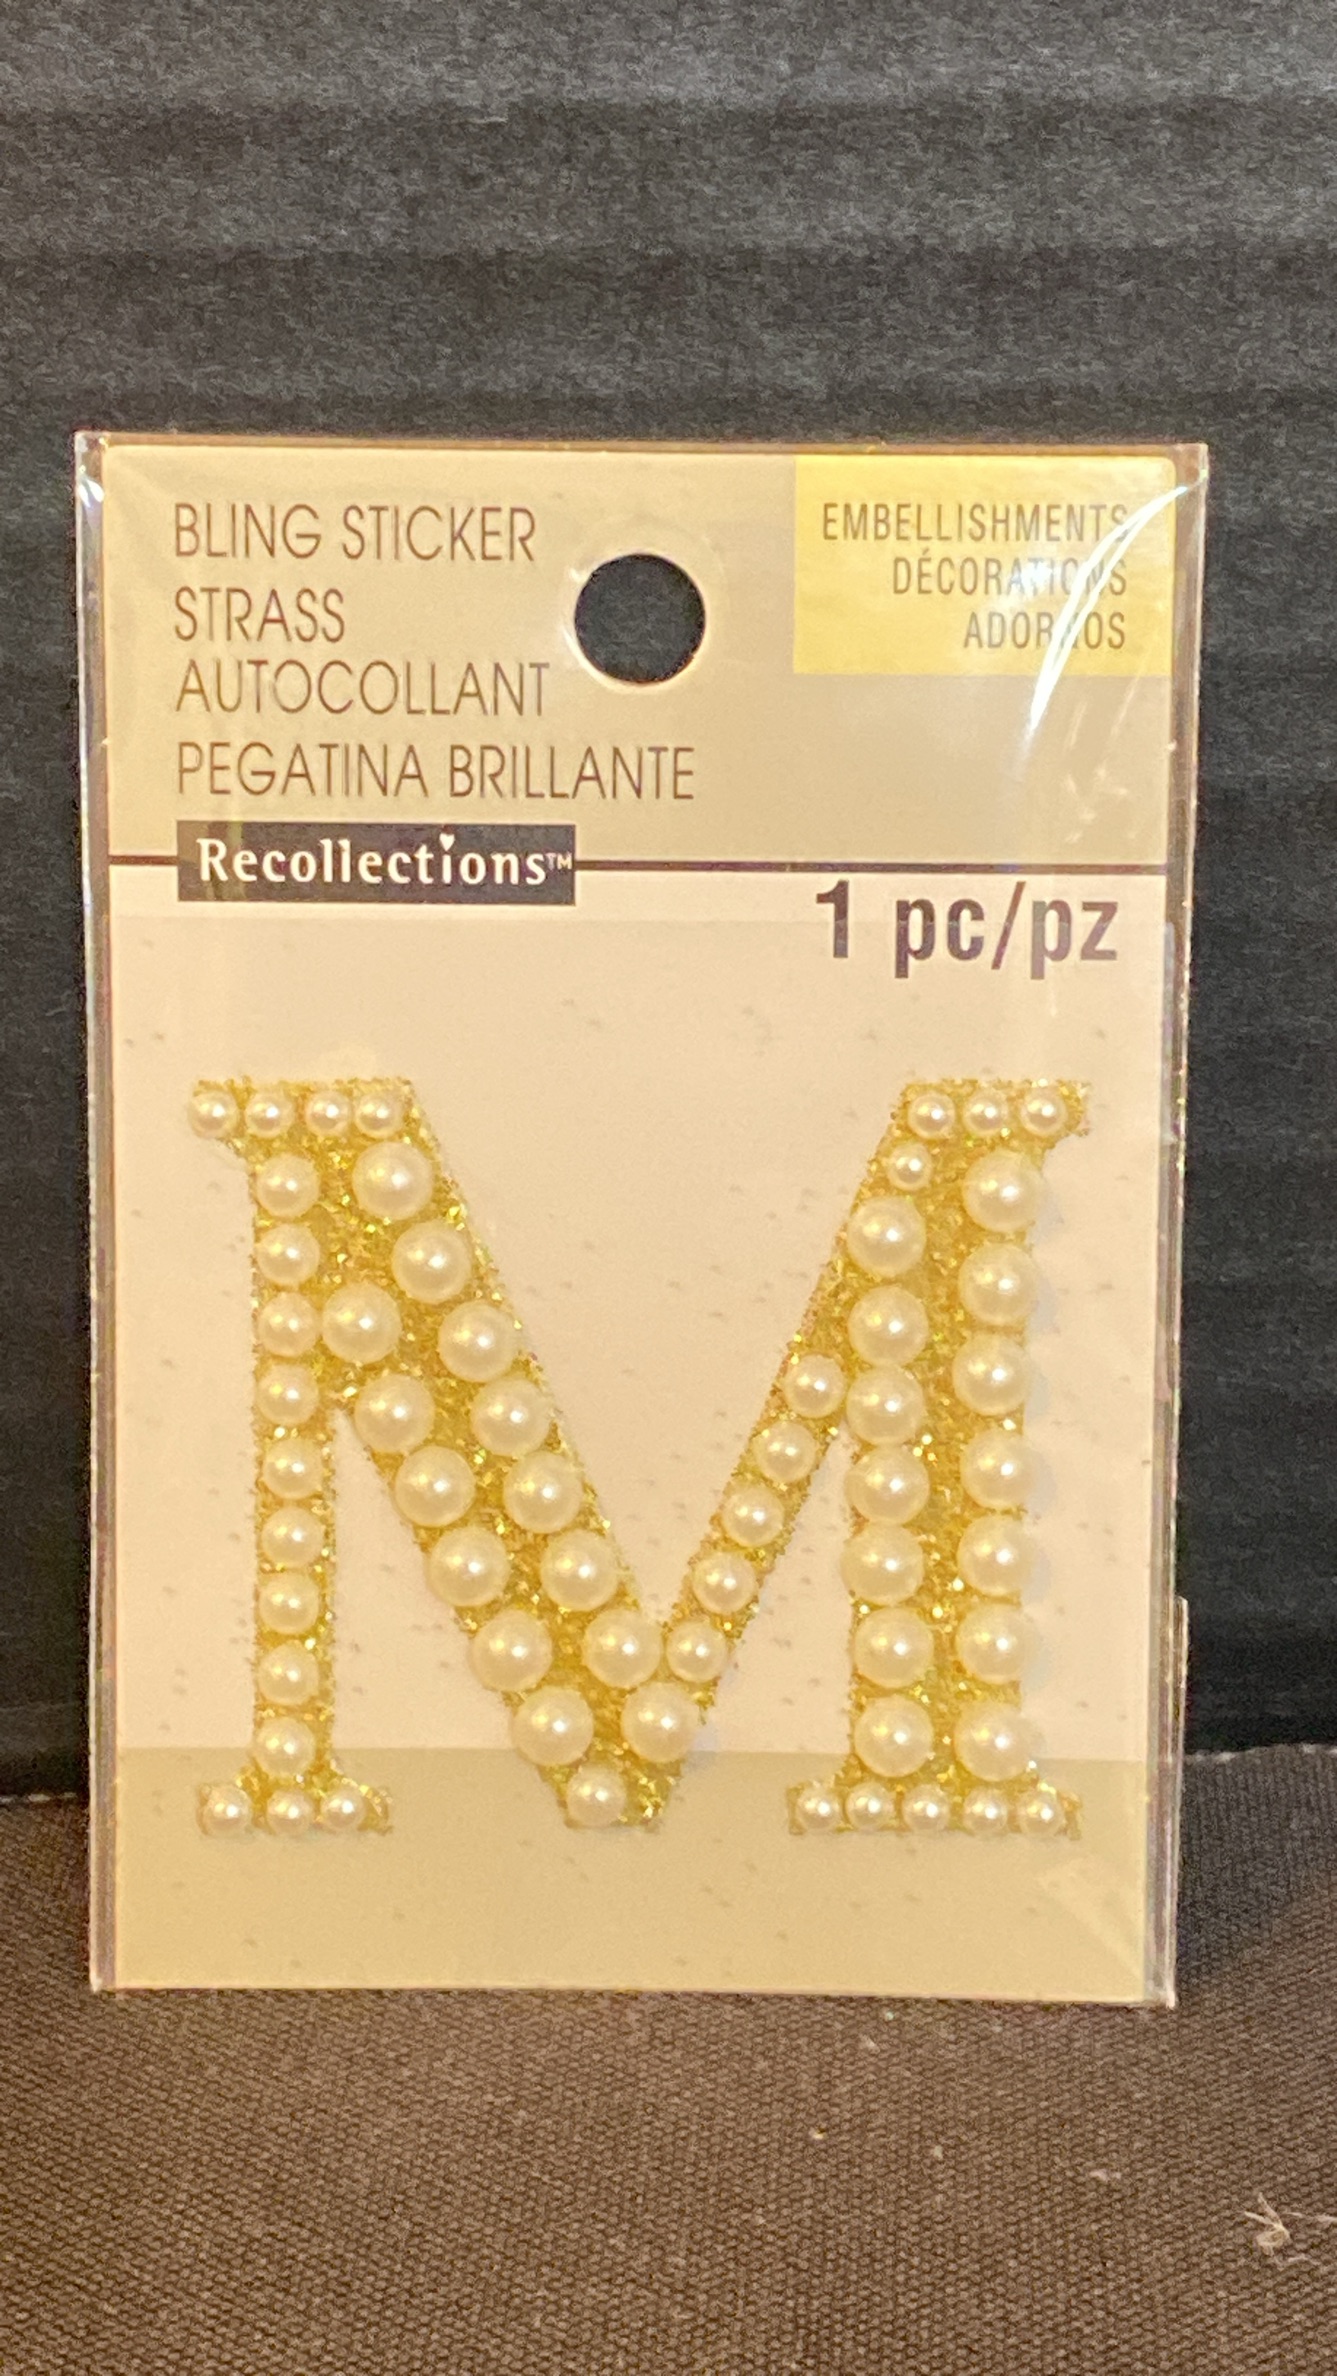 BLING STICKER
STRASS
AUTOCOLLANT
PEGATINA BRILLANTE
EMBELLISHMENTS
DÉCORATIONS
ADORNOS
Recollections™
1 pc/pz
M